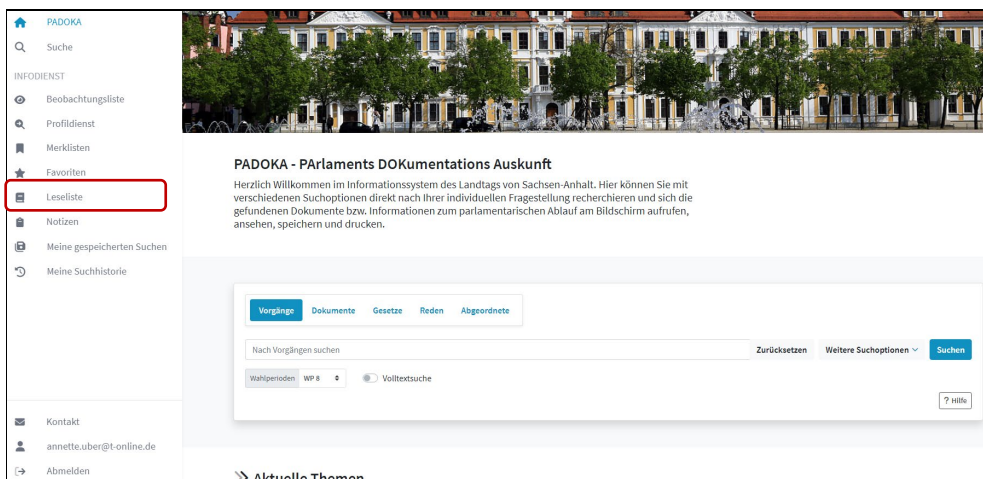 PADOKA
Suche
INFODIENST
Beobachtungsliste
Profildienst
Merklisten
Favoriten
Leseliste
Notizen
Meine gespeicherten Suchen
Meine Suchhistorie
Kontakt
annette.uber@t-online.de
Abmelden
PADOKA - PArlaments DOKumentations Auskunft
Herzlich Willkommen im Informationssystem des Landtags von Sachsen-Anhalt. Hier können Sie mit
verschiedenen Suchoptionen direkt nach Ihrer individuellen Fragestellung recherchieren und sich die
gefundenen Dokumente bzw. Informationen zum parlamentarischen Ablauf am Bildschirm aufrufen,
ansehen, speichern und drucken.
Vorgänge Dokumente Gesetze Reden Abgeordnete
Nach Vorgängen suchen Zurücksetzen Weitere Suchoptionen Suchen
Wahlperioden WP 8 Volltextsuche
? Hilfe
Aktuelle Themen